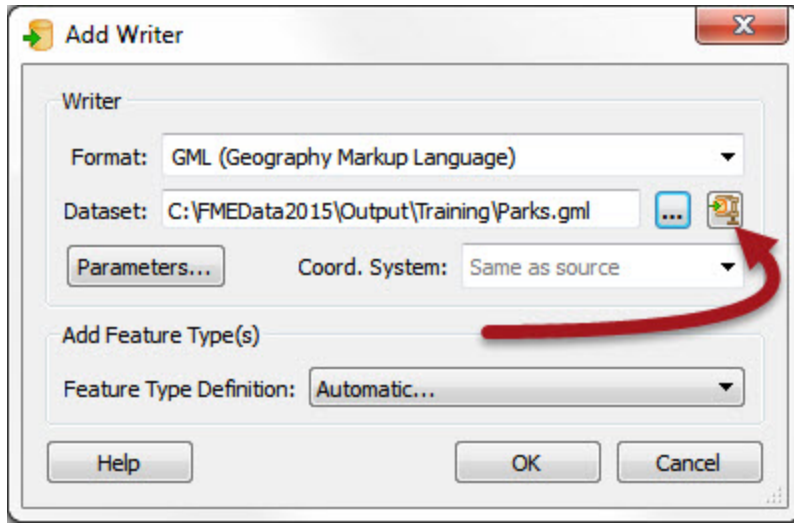 Add Writer
Writer
Format: GML (Geography Markup Language)
Dataset: C:\FMEData2015\Output\Training\Parks.gml ...
Parameters... Coord. System: Same as source
Add Feature Type(s)
Feature Type Definition: Automatic...
Help OK Cancel